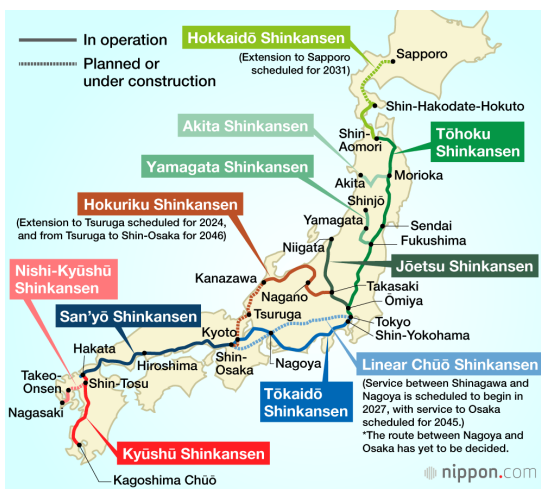 In operation
Planned or
under construction
Hokkaidō Shinkansen
(Extension to Sapporo
scheduled for 2031)
Sapporo
Shin-Hakodate-Hokuto
Akita Shinkansen
Shin-
Aomori
Tōhoku
Shinkansen
Yamagata Shinkansen
Akita
Morioka
Hokuriku Shinkansen
(Extension to Tsuruga scheduled for 2024,
and from Tsuruga to Shin-Osaka for 2046)
Shinjō
Yamagata
Sendai
Fukushima
Niigata
Nishi-Kyūshū
Shinkansen
Kanazawa
Jōetsu Shinkansen
Nagano
Takasaki
Ōmiya
San'yō Shinkansen
Tsuruga
Kyoto
Tokyo
Shin-Yokohama
Hakata
Hiroshima
Shin-
Osaka
Nagoya
Linear Chūō Shinkansen
(Service between Shinagawa and
Nagoya is scheduled to begin in
2027, with service to Osaka
scheduled for 2045.)
*The route between Nagoya and
Osaka has yet to be decided.
Takeo-
Onsen
Shin-Tosu
Nagasaki
Tōkaidō
Shinkansen
Kyūshū Shinkansen
Kagoshima Chūō
nippon.com